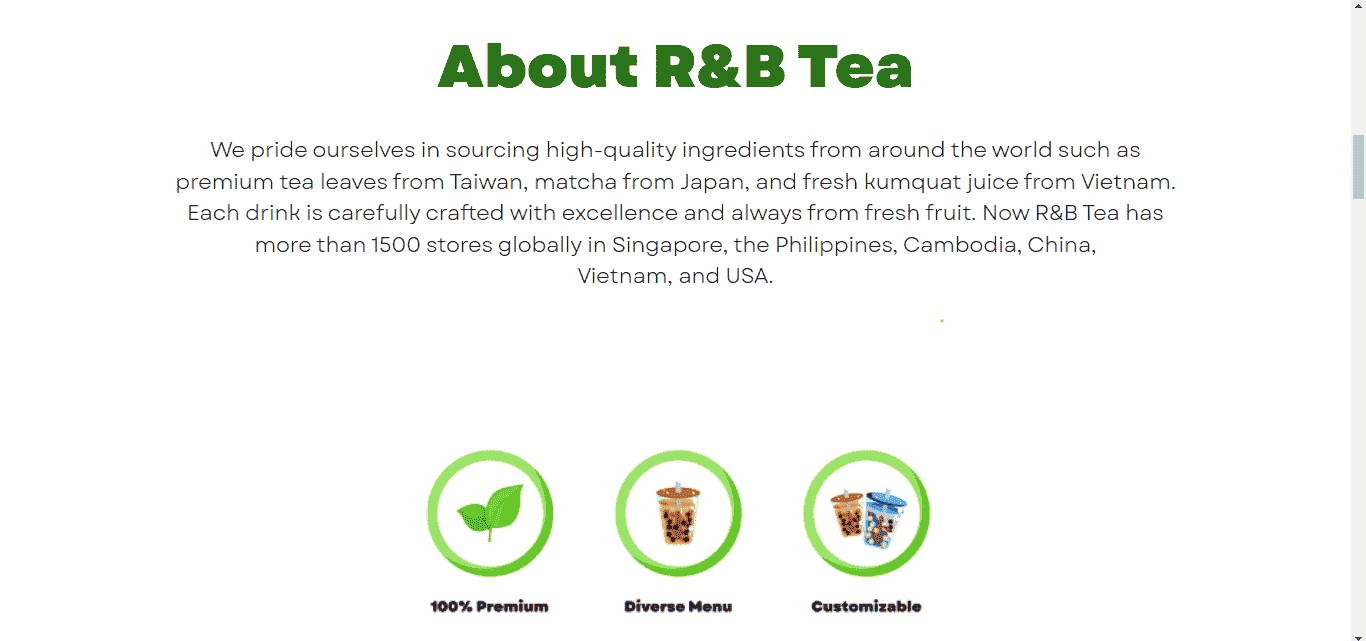 About R&B Tea
We pride ourselves in sourcing high-quality ingredients from around the world such as
premium tea leaves from Taiwan, matcha from Japan, and fresh kumquat juice from Vietnam.
Each drink is carefully crafted with excellence and always from fresh fruit. Now R&B Tea has
more than 1500 stores globally in Singapore, the Philippines, Cambodia, China,
Vietnam, and USA.
100% Premium
Diverse Menu
Customizable